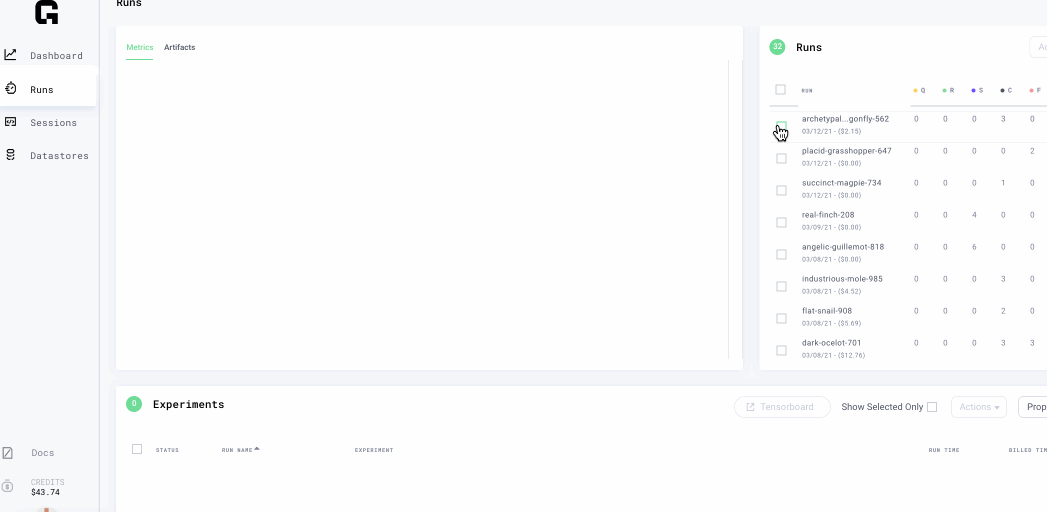 Runs
Dashboard
Runs
Sessions
Datastores
Docs
CREDITS
$43.74
Metrics Artifacts
32 Runs
RUN Q R S C F
archetypal...gonfly-562 0 0 0 3 0
03/12/21 - ($2.15)
placid-grasshopper-647 0 0 0 0 2
03/12/21 - ($0.00)
succinct-magpie-734 0 0 0 1 0
03/12/21 - ($0.00)
real-finch-208 0 0 4 0 0
03/09/21 - ($0.00)
angelic-guillemot-818 0 0 6 0 0
03/08/21 - ($0.00)
industrious-mole-985 0 0 0 3 0
03/08/21 - ($4.52)
flat-snail-908 0 0 0 2 0
03/08/21 - ($5.69)
dark-ocelot-701 0 0 0 3 3
03/08/21 - ($12.76)
0 Experiments
Tensorboard Show Selected Only Actions Prop
STATUS RUN NAME EXPERIMENT RUN TIME BILLED TIM